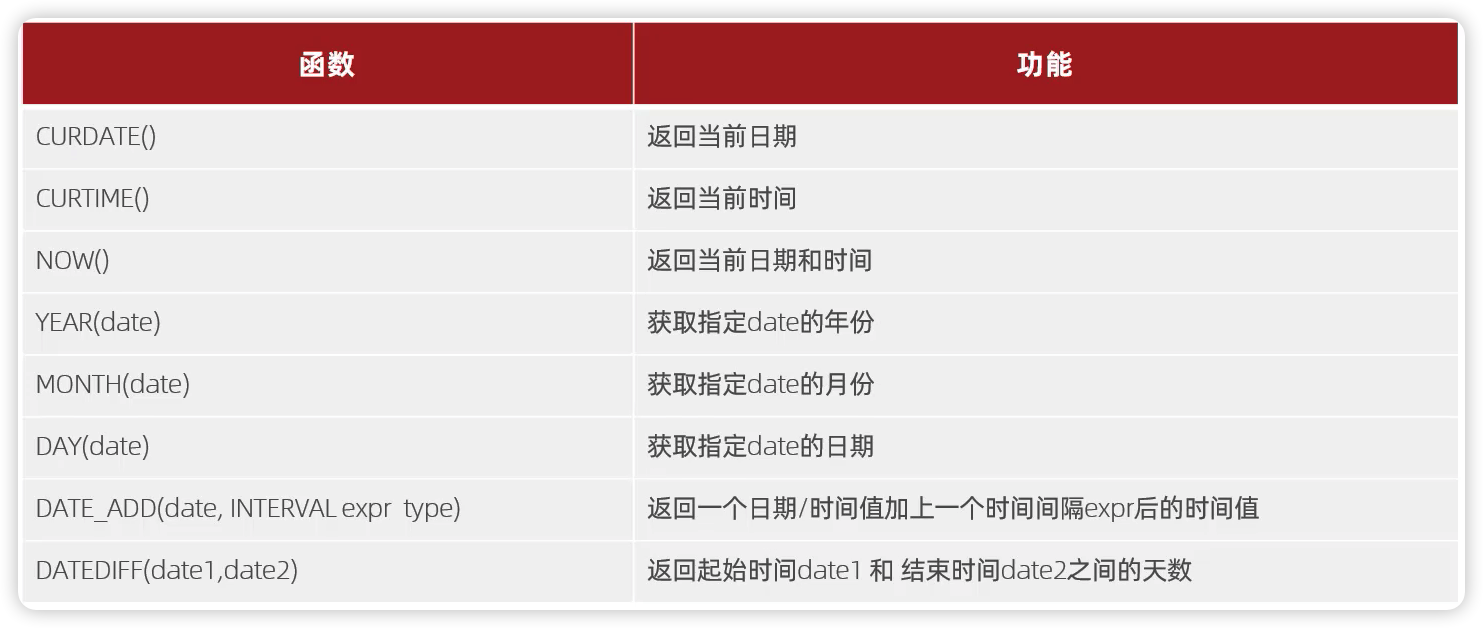 函数 功能
CURDATE() 返回当前日期
CURTIME() 返回当前时间
NOW() 返回当前日期和时间
YEAR(date) 获取指定date的年份
MONTH(date) 获取指定date的月份
DAY(date) 获取指定date的日期
DATE_ADD(date, INTERVAL expr type) 返回一个日期/时间值加上一个时间间隔expr后的时间值
DATEDIFF(date1,date2) 返回起始时间date1 和 结束时间date2之间的天数